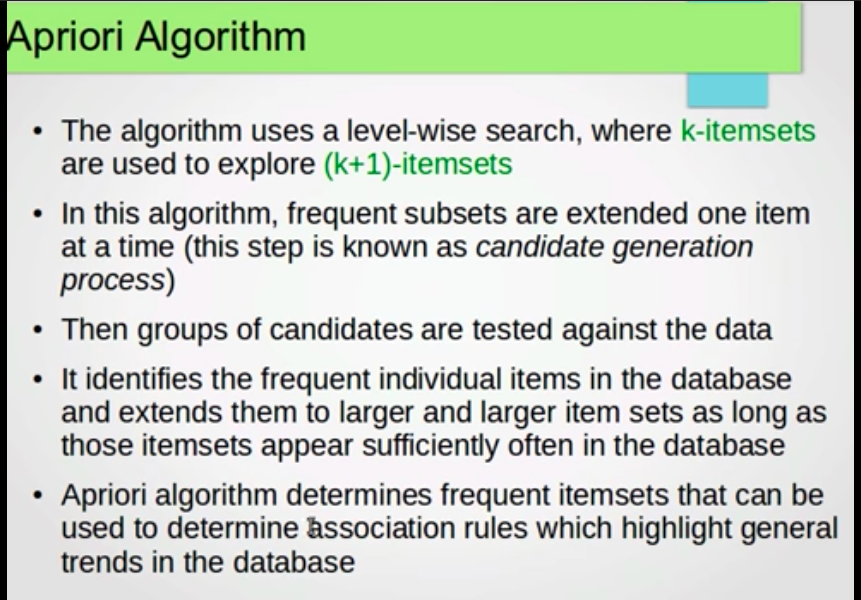 Apriori Algorithm
• The algorithm uses a level-wise search, where k-itemsets
are used to explore (k+1)-itemsets
• In this algorithm, frequent subsets are extended one item
at a time (this step is known as candidate generation
process)
• Then groups of candidates are tested against the data
• It identifies the frequent individual items in the database
and extends them to larger and larger item sets as long as
those itemsets appear sufficiently often in the database
• Apriori algorithm determines frequent itemsets that can be
used to determine association rules which highlight general
trends in the database